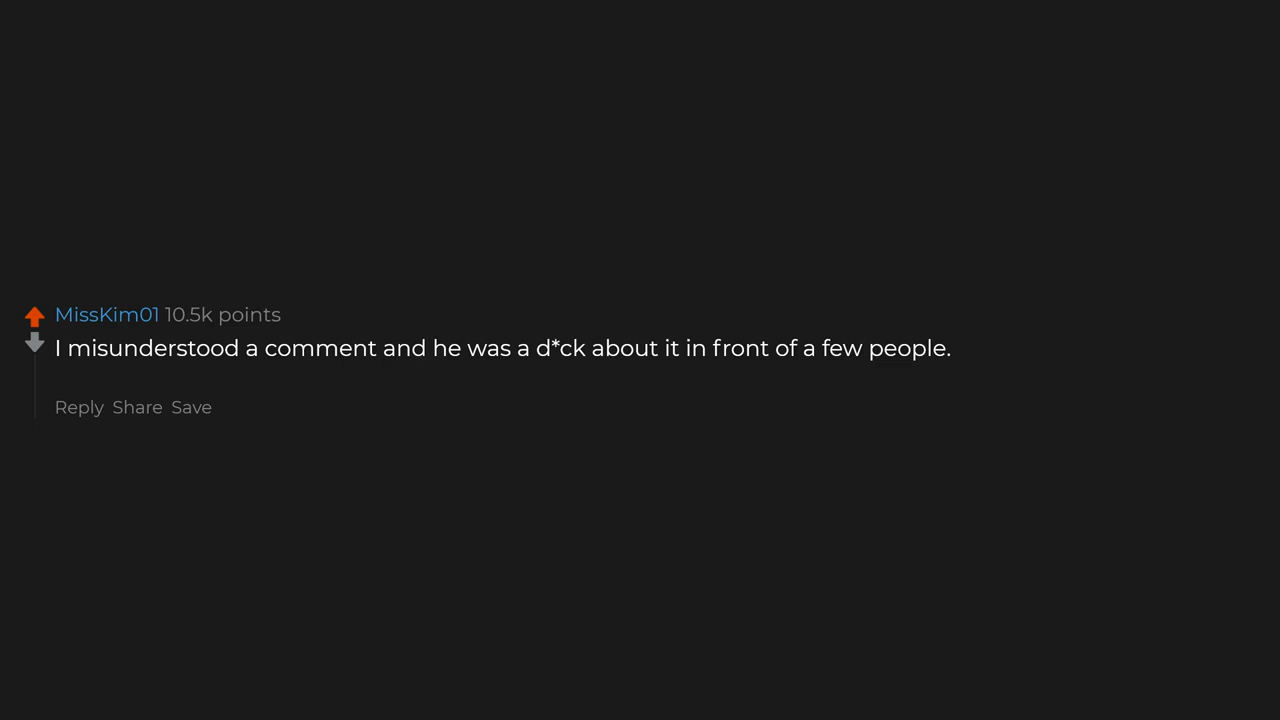 MissKim01 10.5k points
I misunderstood a comment and he was a d*ck about it in front of a few people.
Reply Share Save